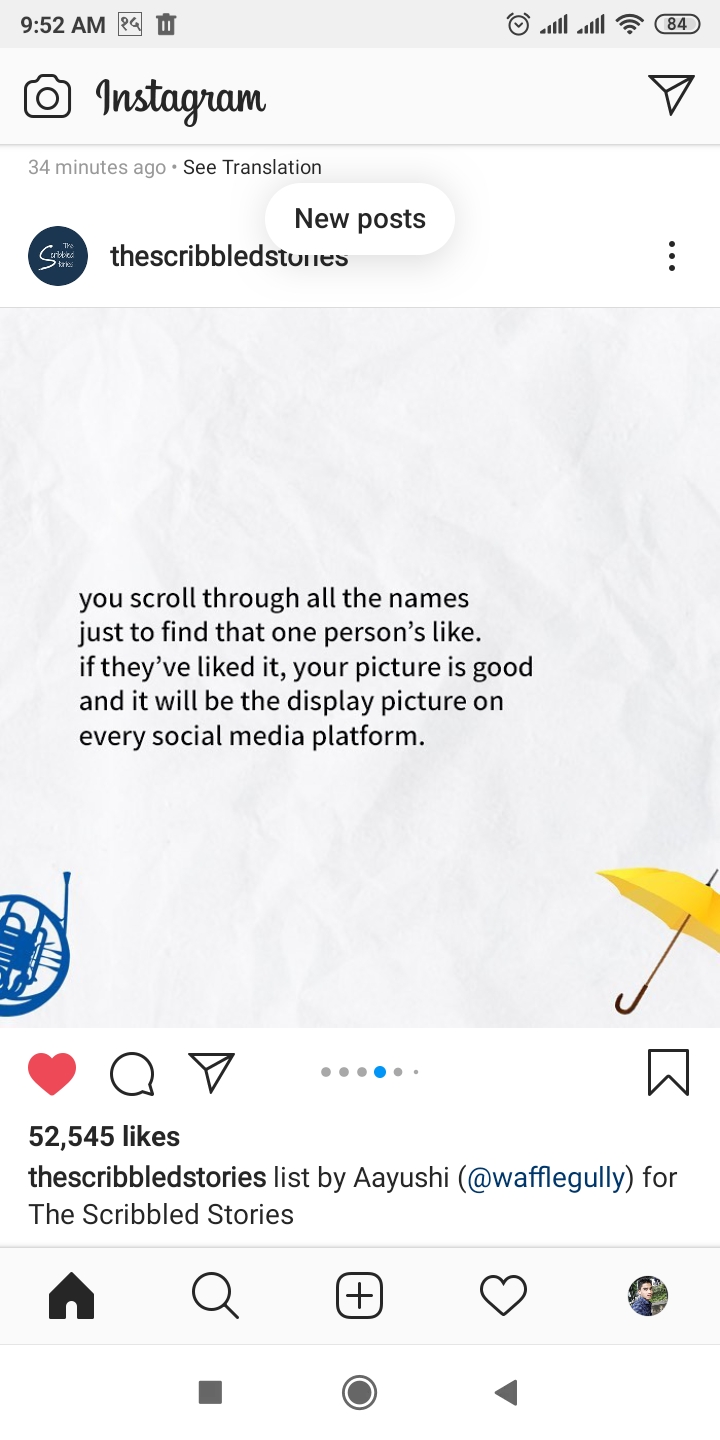 9:52 AM २५ 84
Instagram
34 minutes ago • See Translation
New posts
The Scribbled Stories
thescribbledstories
you scroll through all the names
just to find that one person’s like.
if they’ve liked it, your picture is good
and it will be the display picture on
every social media platform.
52,545 likes
thescribbledstories list by Aayushi (@wafflegully) for
The Scribbled Stories